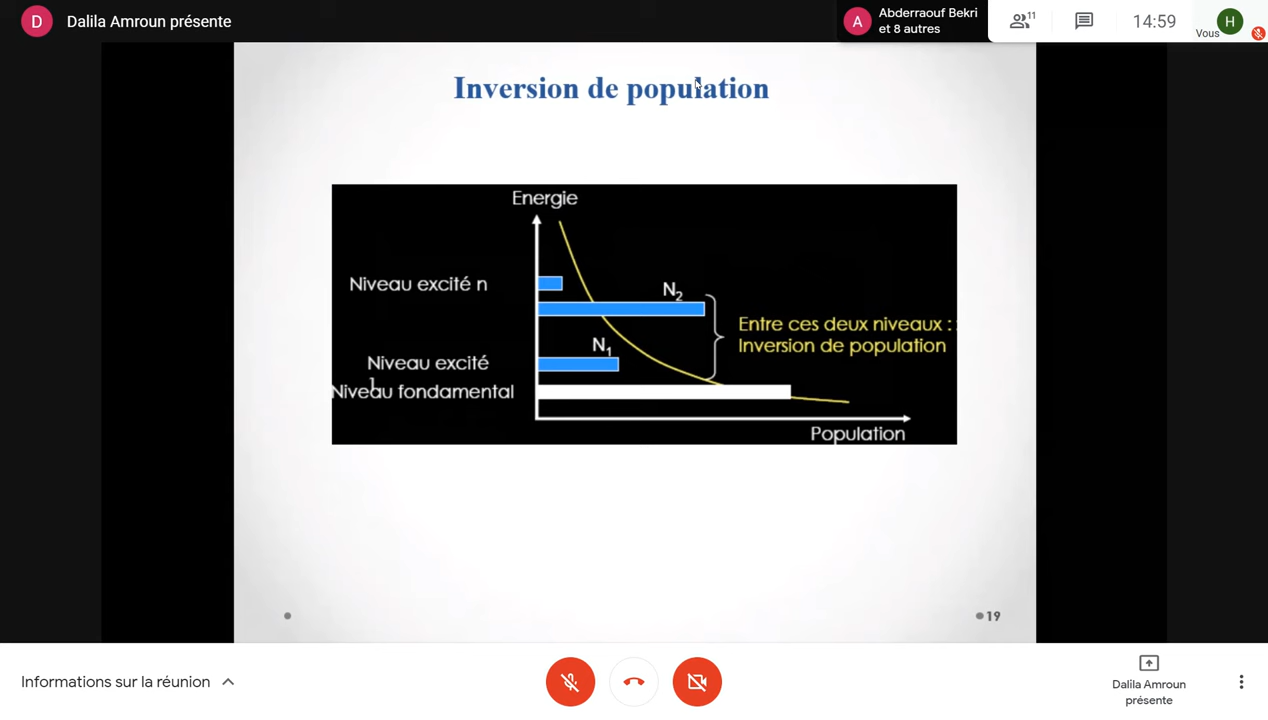 D
Dalila Amroun présente
A
Abderraouf Bekri
et 8 autres
11
14:59
Vous
H
Inversion de population
Energie
Niveau excité n
N2
Entre ces deux niveaux :
Inversion de population
N1
Niveau excité
1
Niveau fondamental
Population
19
Informations sur la réunion
Dalila Amroun
présente